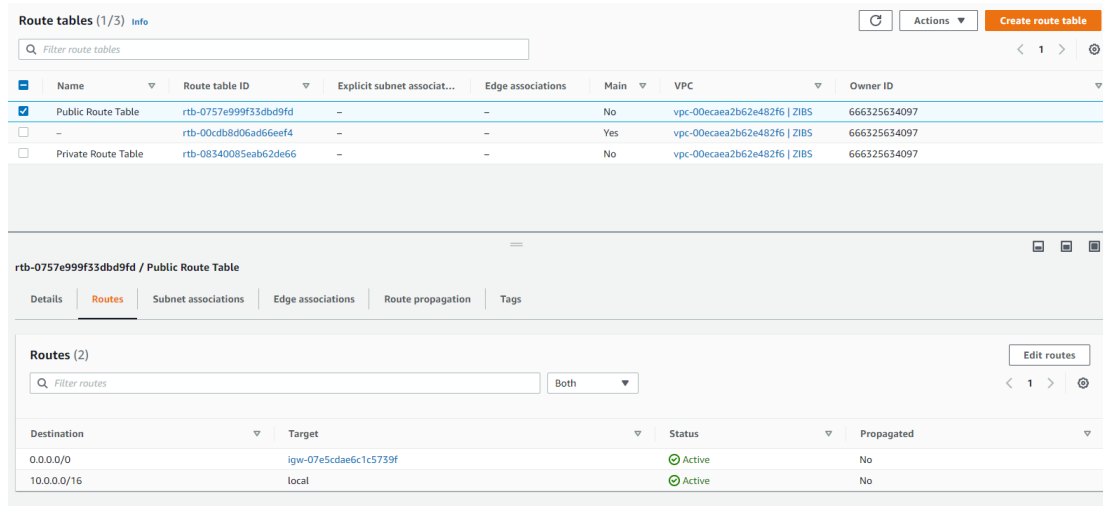 Route tables (1/3) Info
Actions
Create route table
Filter route tables
1
Name Route table ID Explicit subnet associat... Edge associations Main VPC Owner ID
Public Route Table rtb-0757e999f33dbd9fd – – No vpc-00ecaea2b62e482f6 | ZIBS 666325634097
– rtb-00cdb8d06ad66eef4 – – Yes vpc-00ecaea2b62e482f6 | ZIBS 666325634097
Private Route Table rtb-08340085eab62de66 – – No vpc-00ecaea2b62e482f6 | ZIBS 666325634097
rtb-0757e999f33dbd9fd / Public Route Table
Details Routes Subnet associations Edge associations Route propagation Tags
Routes (2)
Edit routes
Filter routes
Both
1
Destination Target Status Propagated
0.0.0.0/0 igw-07e5cdae6c1c5739f Active No
10.0.0.0/16 local Active No